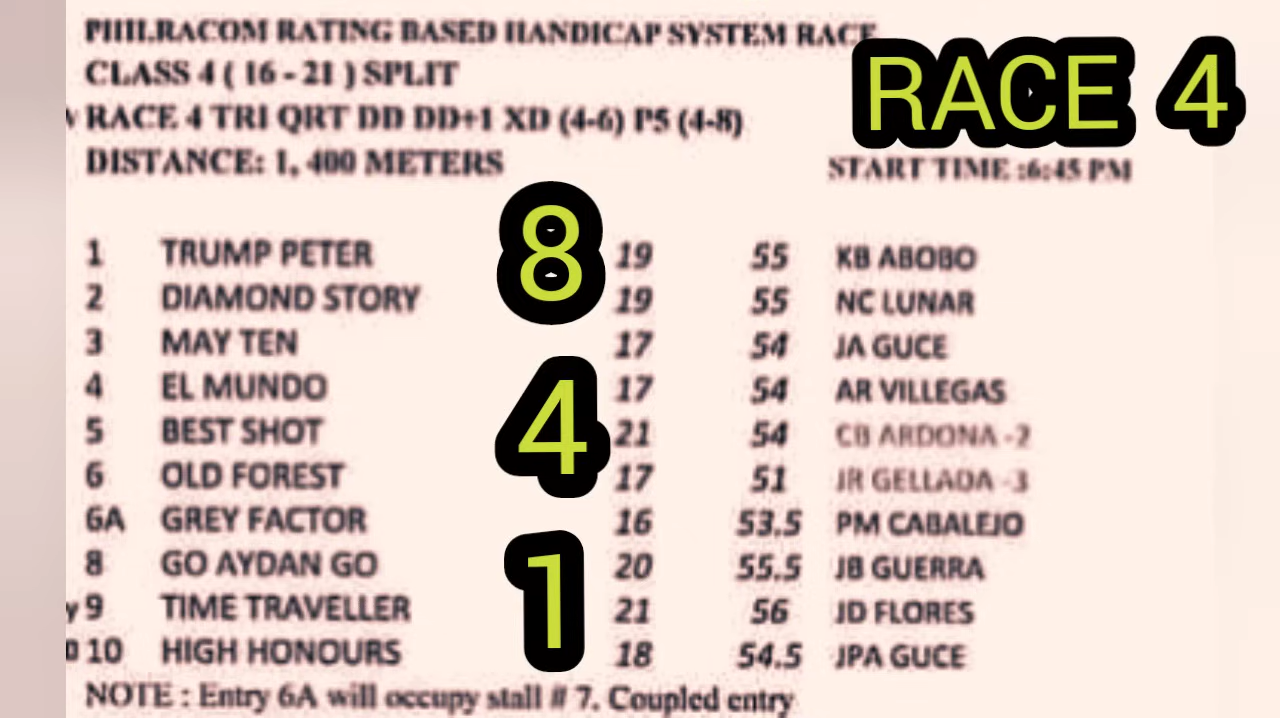 PHILRACOM RATING BASED HANDICAP SYSTEM RACE
CLASS 4 ( 16 - 21 ) SPLIT
RACE 4
RACE 4 TRI QRT DD DD+1 XD (4-6) P5 (4-8)
DISTANCE: 1, 400 METERS START TIME :6:45 PM
8
1 TRUMP PETER 19 55 KB ABOBO
2 DIAMOND STORY 19 55 NC LUNAR
3 MAY TEN 17 54 JA GUCE
4
4 EL MUNDO 17 54 AR VILLEGAS
5 BEST SHOT 21 54 CB ARDONA -2
6 OLD FOREST 17 51 JR GELLADA -3
1
6A GREY FACTOR 16 53.5 PM CABALEJO
8 GO AYDAN GO 20 55.5 JB GUERRA
9 TIME TRAVELLER 21 56 JD FLORES
10 HIGH HONOURS 18 54.5 JPA GUCE
NOTE : Entry 6A will occupy stall # 7. Coupled entry